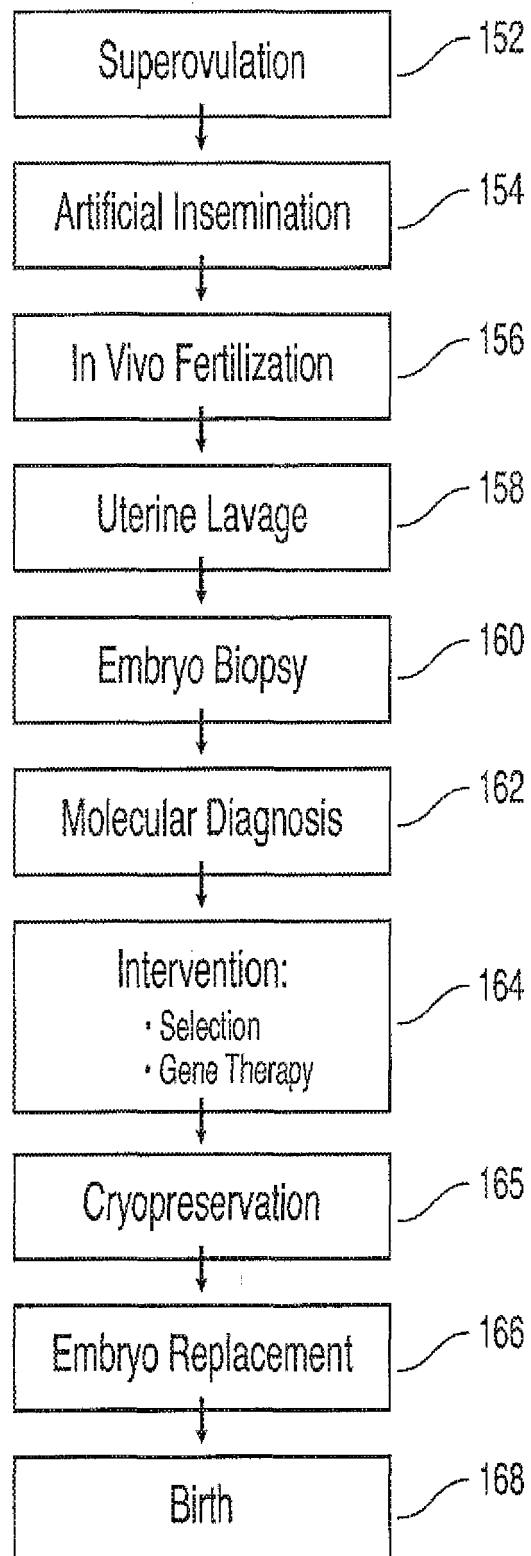 Superovulation 152
Artificial Insemination 154
In Vivo Fertilization 156
Uterine Lavage 158
Embryo Biopsy 160
Molecular Diagnosis 162
Intervention: 164
· Selection
· Gene Therapy
Cryopreservation 165
Embryo Replacement 166
Birth 168